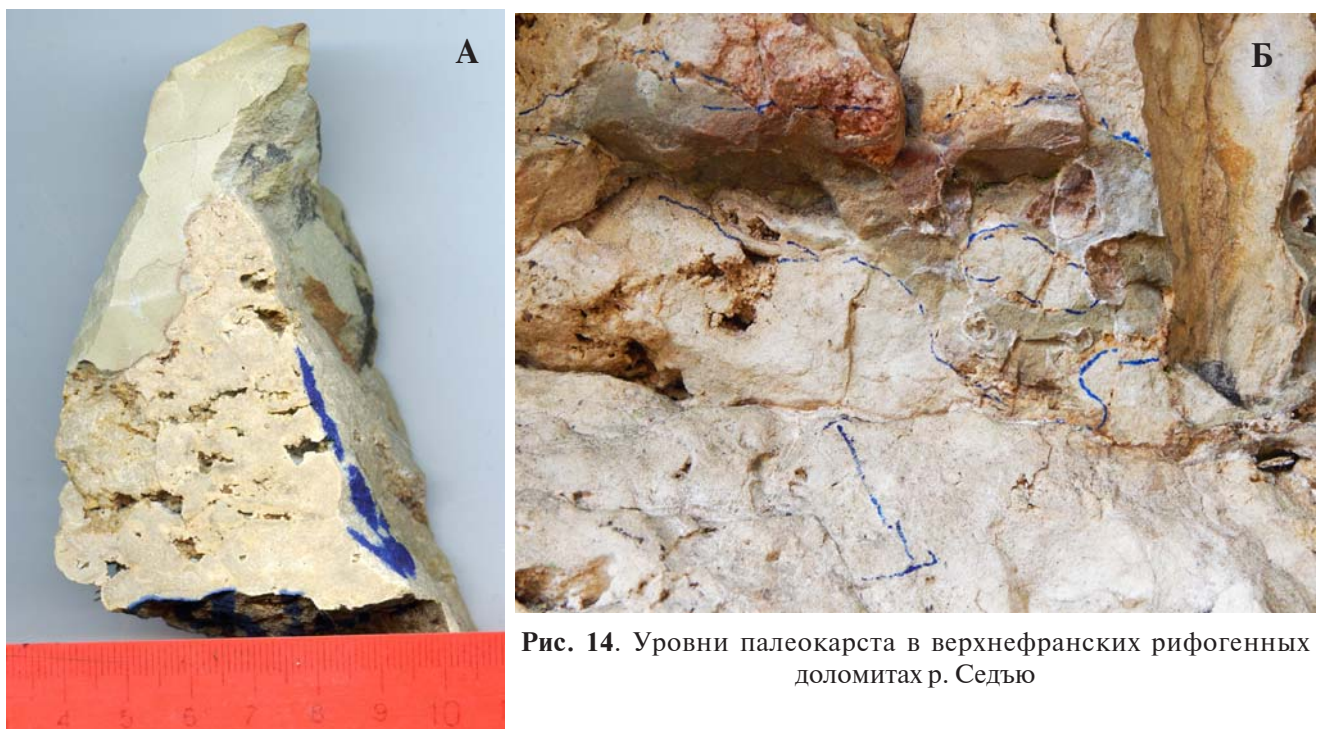 А
Б
Рис. 14. Уровни палеокарста в верхнефранских рифогенных
доломитах р. Седъю
4 5 6 7 8 9 10